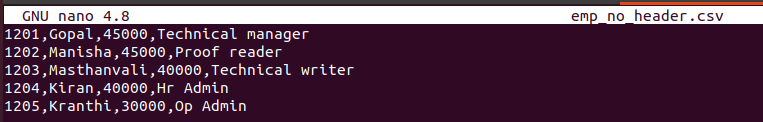 GNU nano 4.8 emp_no_header.csv
1201,Gopal,45000,Technical manager
1202,Manisha,45000,Proof reader
1203,Masthanvali,40000,Technical writer
1204,Kiran,40000,Hr Admin
1205,Kranthi,30000,Op Admin